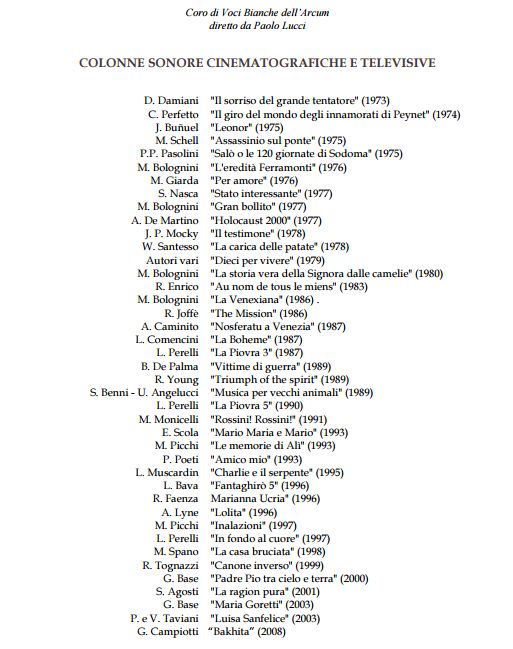 Coro di Voci Bianche dell'Arcum
diretto da Paolo Lucci
COLONNE SONORE CINEMATOGRAFICHE E TELEVISIVE
D. Damiani "Il sorriso del grande tentatore" (1973)
C. Perfetto "Il giro del mondo degli innamorati di Peynet" (1974)
J. Buñuel "Leonor" (1975)
M. Schell "Assassinio sul ponte" (1975)
P.P. Pasolini "Salò o le 120 giornate di Sodoma" (1975)
M. Bolognini "L'eredità Ferramonti" (1976)
M. Giarda "Per amore" (1976)
S. Nasca "Stato interessante" (1977)
M. Bolognini "Gran bollito" (1977)
A. De Martino "Holocaust 2000" (1977)
J. P. Mocky "Il testimone" (1978)
W. Santesso "La carica delle patate" (1978)
Autori vari "Dieci per vivere" (1979)
M. Bolognini "La storia vera della Signora dalle camelie" (1980)
R. Enrico "Au nom de tous le miens" (1983)
M. Bolognini "La Venexiana" (1986) .
R. Joffè "The Mission" (1986)
A. Caminito "Nosferatu a Venezia" (1987)
L. Comencini "La Boheme" (1987)
L. Perelli "La Piovra 3" (1987)
B. De Palma "Vittime di guerra" (1989)
R. Young "Triumph of the spirit" (1989)
S. Benni - U. Angelucci "Musica per vecchi animali" (1989)
L. Perelli "La Piovra 5" (1990)
M. Monicelli "Rossini! Rossini!" (1991)
E. Scola "Mario Maria e Mario" (1993)
M. Picchi "Le memorie di Alì" (1993)
P. Poeti "Amico mio" (1993)
L. Muscardin "Charlie e il serpente" (1995)
L. Bava "Fantaghirò 5" (1996)
R. Faenza Marianna Ucria" (1996)
A. Lyne "Lolita" (1996)
M. Picchi "Inalazioni" (1997)
L. Perelli "In fondo al cuore" (1997)
M. Spano "La casa bruciata" (1998)
R. Tognazzi "Canone inverso" (1999)
G. Base "Padre Pio tra cielo e terra" (2000)
S. Agosti "La ragion pura" (2001)
G. Base "Maria Goretti" (2003)
P. e V. Taviani "Luisa Sanfelice" (2003)
G. Campiotti “Bakhita” (2008)